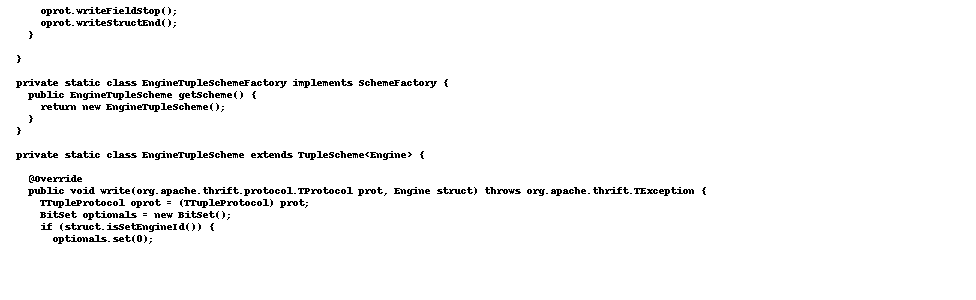 oprot.writeFieldStop();
oprot.writeStructEnd();
}
}
private static class EngineTupleSchemeFactory implements SchemeFactory {
public EngineTupleScheme getScheme() {
return new EngineTupleScheme();
}
}
private static class EngineTupleScheme extends TupleScheme<Engine> {
@Override
public void write(org.apache.thrift.protocol.TProtocol prot, Engine struct) throws org.apache.thrift.TException {
TTupleProtocol oprot = (TTupleProtocol) prot;
BitSet optionals = new BitSet();
if (struct.isSetEngineId()) {
optionals.set(0);